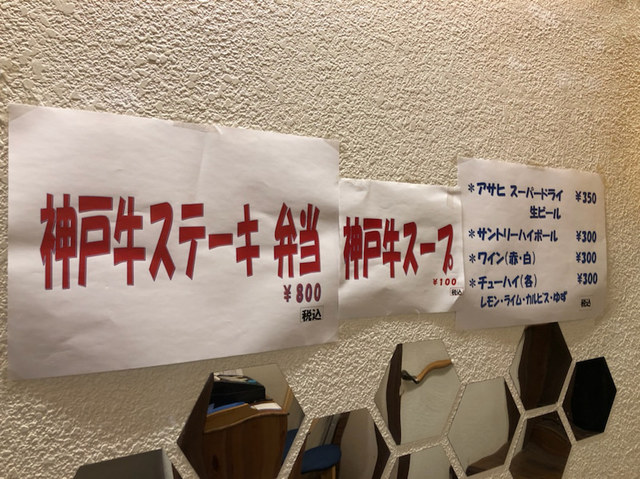 神戸牛ステーキ 弁当
¥800
税込
神戸牛スープ
¥100
税込
*アサヒ スーパードライ ¥350
生ビール
*サントリーハイボール ¥300
*ワイン(赤・白) ¥300
*チューハイ(各) ¥300
レモン・ライム・カルピス・ゆず 税込